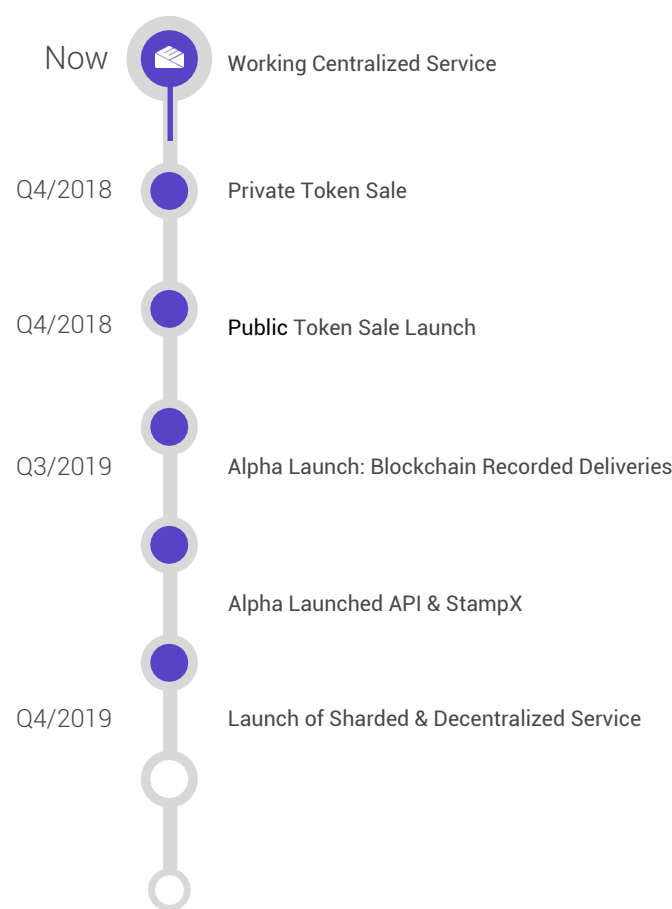 Now
Working Centralized Service
Q4/2018
Private Token Sale
Q4/2018
Public Token Sale Launch
Q3/2019
Alpha Launch: Blockchain Recorded Deliveries
Alpha Launched API & StampX
Q4/2019
Launch of Sharded & Decentralized Service